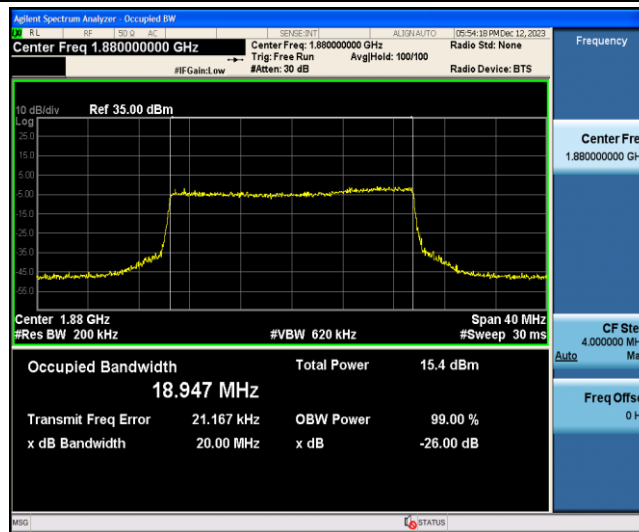 Agilent Spectrum Analyzer - Occupied BW
RL RF 50 Ω AC SENSE:INT ALIGNAUTO 05:54:18 PM Dec 12, 2023
Center Freq 1.880000000 GHz Center Freq: 1.880000000 GHz Radio Std: None
Trig: Free Run Avg|Hold: 100/100
#IFGain:Low #Atten: 30 dB Radio Device: BTS
10 dB/div Ref 35.00 dBm
Log
25.0
15.0
5.00
-5.00
-15.0
-25.0
-35.0
-45.0
-55.0
Center 1.88 GHz Span 40 MHz
#Res BW 200 kHz #VBW 620 kHz #Sweep 30 ms
Occupied Bandwidth Total Power 15.4 dBm
18.947 MHz
Transmit Freq Error 21.167 kHz OBW Power 99.00 %
x dB Bandwidth 20.00 MHz x dB -26.00 dB
MSG STATUS
Frequency
Center Fre
1.880000000 GH
CF Ste
4.000000 MH
Auto Ma
Freq Offse
0 H